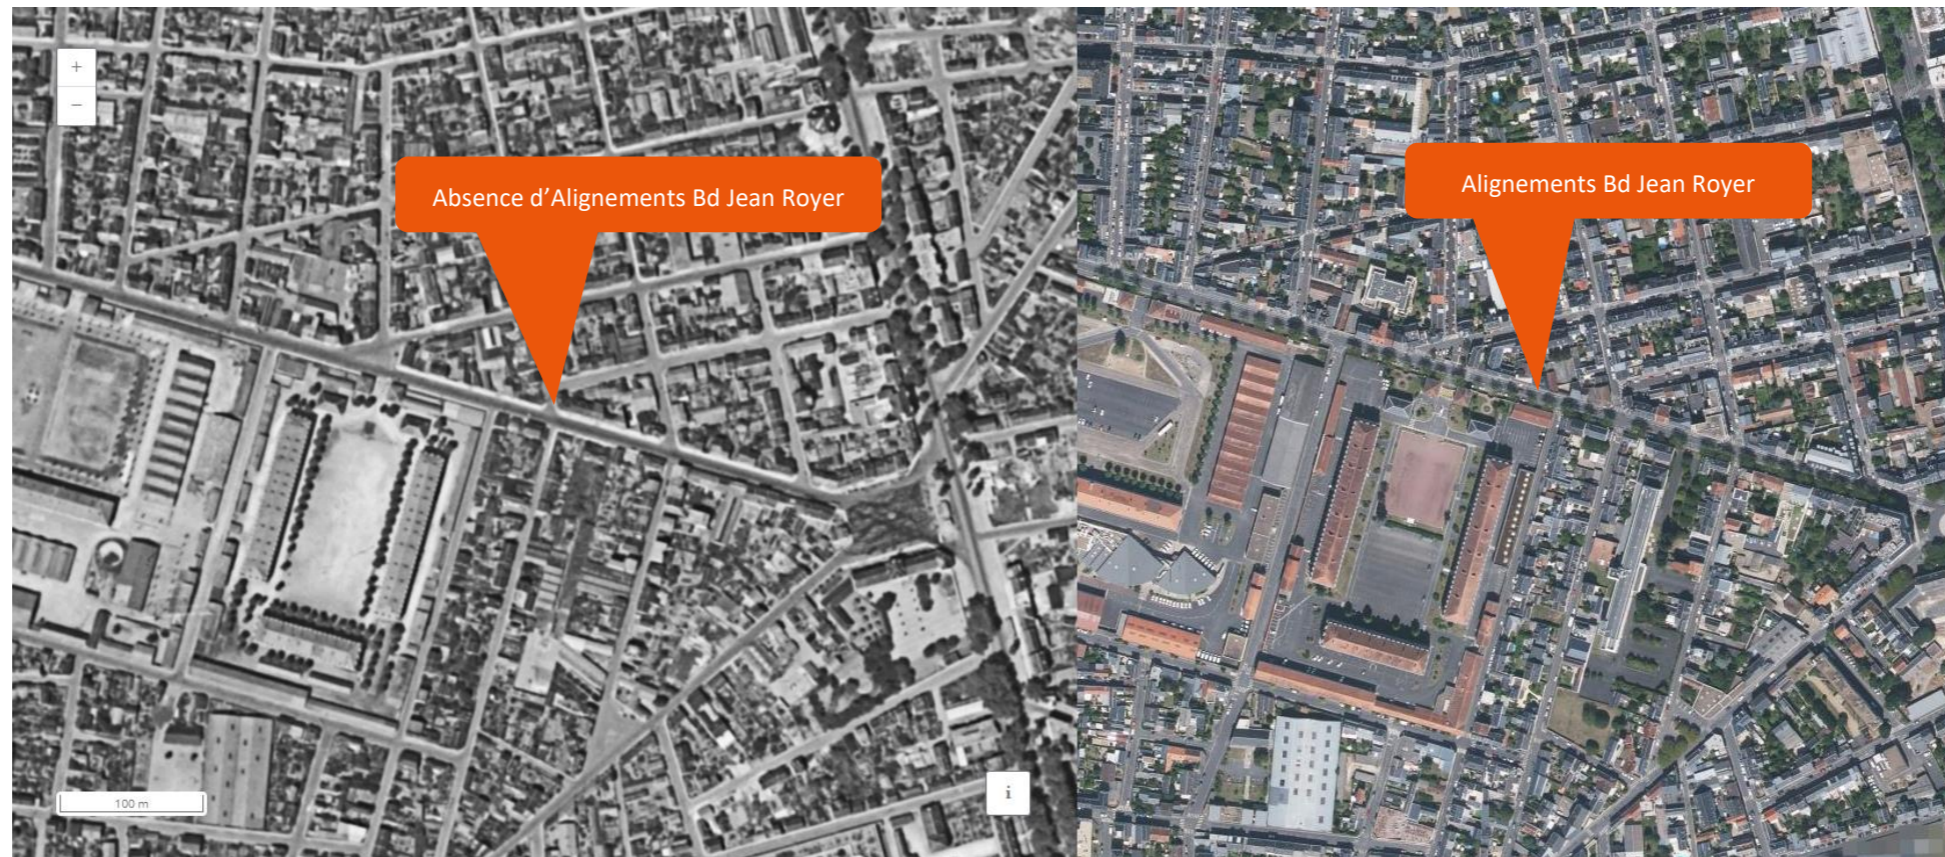 +
−
Absence d’Alignements Bd Jean Royer
Alignements Bd Jean Royer
100 m
i